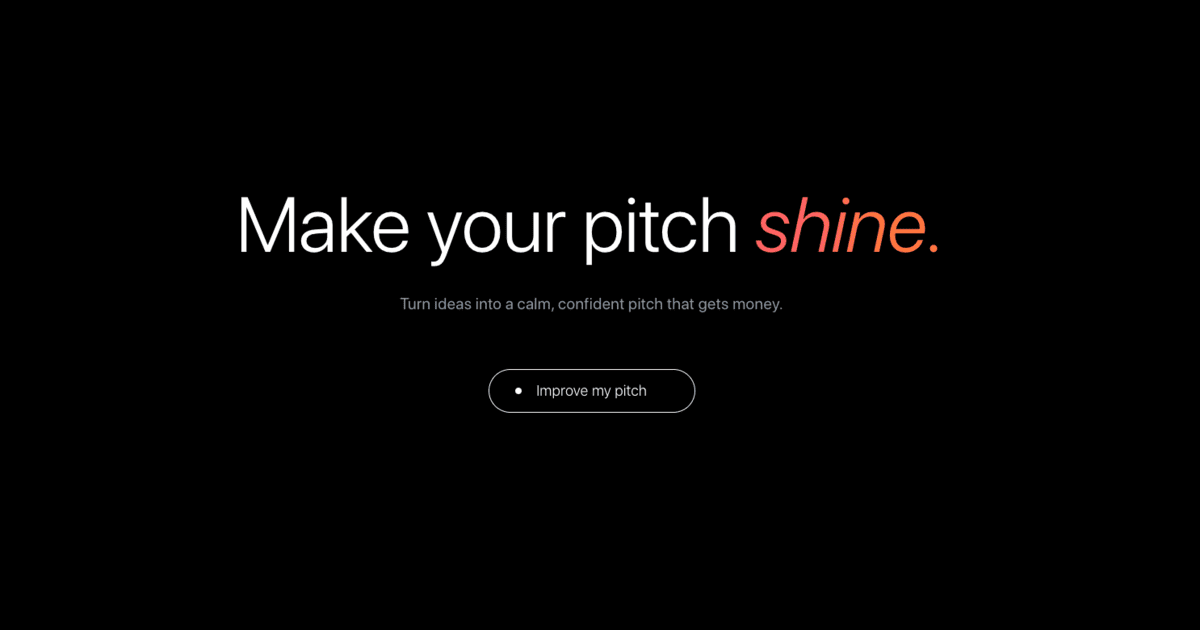 Make your pitch shine.
Turn ideas into a calm, confident pitch that gets money.
Improve my pitch